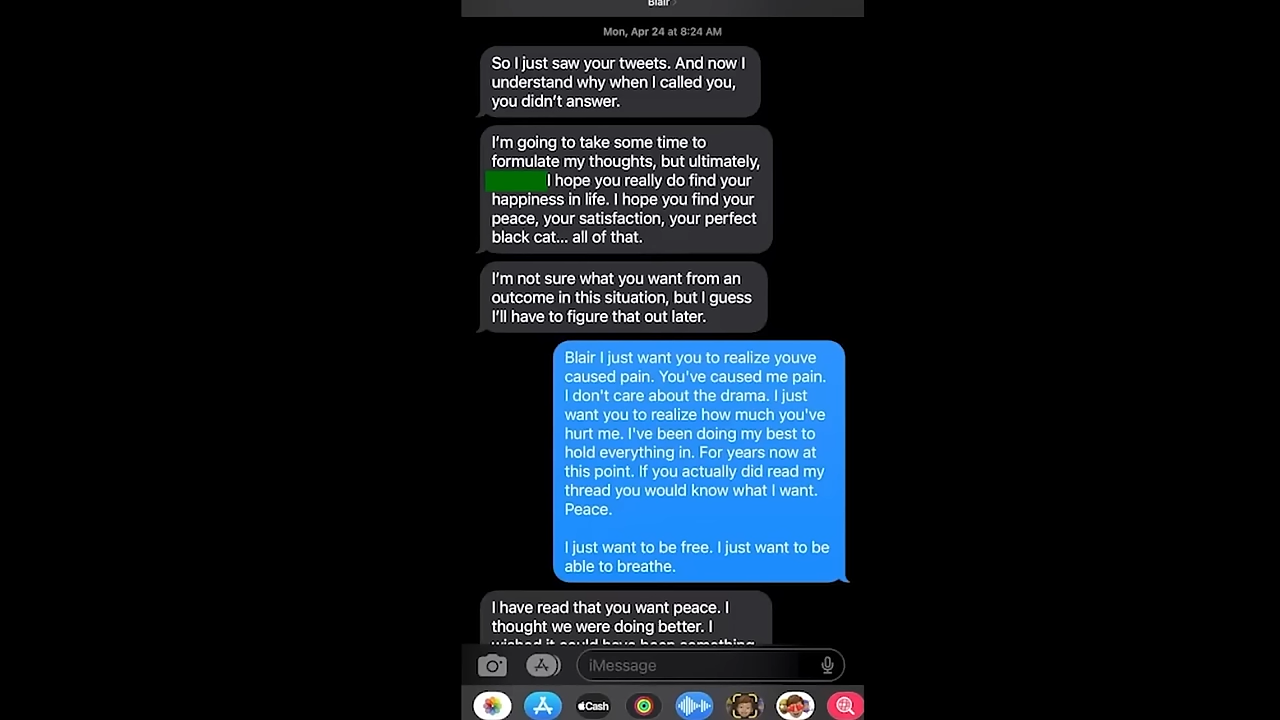 Blair
Mon, Apr 24 at 8:24 AM
So I just saw your tweets. And now I
understand why when I called you,
you didn’t answer.
I’m going to take some time to
formulate my thoughts, but ultimately,
I hope you really do find your
happiness in life. I hope you find your
peace, your satisfaction, your perfect
black cat... all of that.
I’m not sure what you want from an
outcome in this situation, but I guess
I’ll have to figure that out later.
Blair I just want you to realize youve
caused pain. You've caused me pain.
I don't care about the drama. I just
want you to realize how much you've
hurt me. I've been doing my best to
hold everything in. For years now at
this point. If you actually did read my
thread you would know what I want.
Peace.
I just want to be free. I just want to be
able to breathe.
I have read that you want peace. I
thought we were doing better. I
wished it could have been something
iMessage
Cash